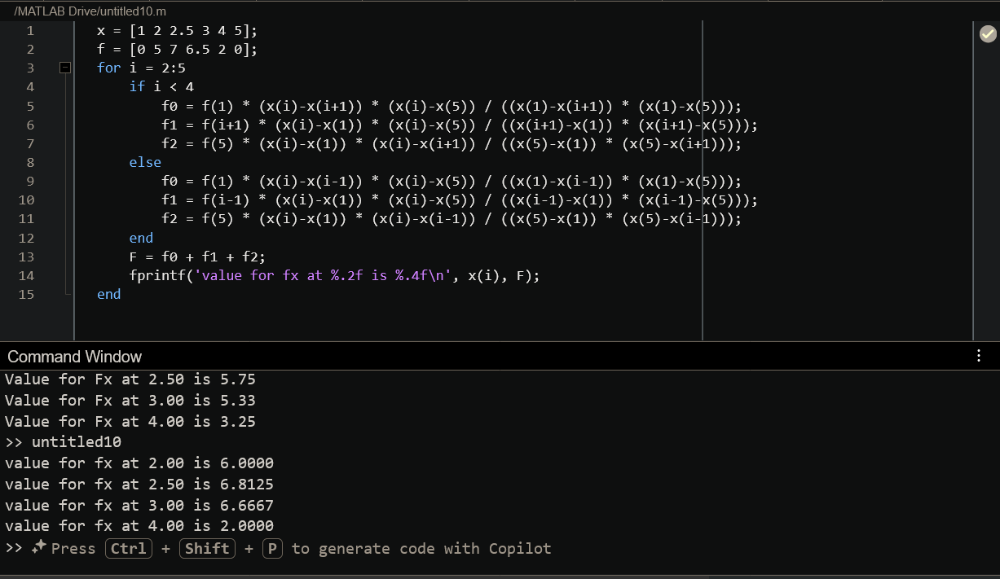 /MATLAB Drive/untitled10.m
1 x = [1 2 2.5 3 4 5];
2 f = [0 5 7 6.5 2 0];
3 for i = 2:5
4 if i < 4
5 f0 = f(1) * (x(i)-x(i+1)) * (x(i)-x(5)) / ((x(1)-x(i+1)) * (x(1)-x(5)));
6 f1 = f(i+1) * (x(i)-x(1)) * (x(i)-x(5)) / ((x(i+1)-x(1)) * (x(i+1)-x(5)));
7 f2 = f(5) * (x(i)-x(1)) * (x(i)-x(i+1)) / ((x(5)-x(1)) * (x(5)-x(i+1)));
8 else
9 f0 = f(1) * (x(i)-x(i-1)) * (x(i)-x(5)) / ((x(1)-x(i-1)) * (x(1)-x(5)));
10 f1 = f(i-1) * (x(i)-x(1)) * (x(i)-x(5)) / ((x(i-1)-x(1)) * (x(i-1)-x(5)));
11 f2 = f(5) * (x(i)-x(1)) * (x(i)-x(i-1)) / ((x(5)-x(1)) * (x(5)-x(i-1)));
12 end
13 F = f0 + f1 + f2;
14 fprintf('value for fx at %.2f is %.4f\n', x(i), F);
15 end
Command Window
Value for Fx at 2.50 is 5.75
Value for Fx at 3.00 is 5.33
Value for Fx at 4.00 is 3.25
>> untitled10
value for fx at 2.00 is 6.0000
value for fx at 2.50 is 6.8125
value for fx at 3.00 is 6.6667
value for fx at 4.00 is 2.0000
>> Press Ctrl + Shift + P to generate code with Copilot